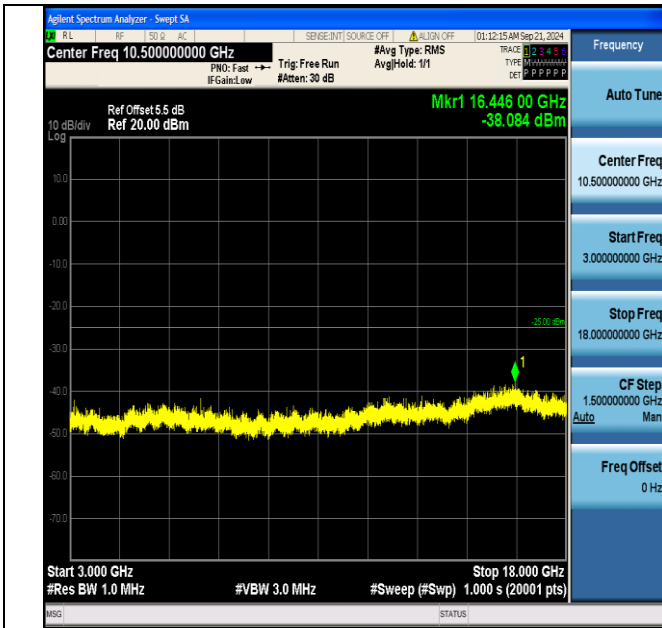 Agilent Spectrum Analyzer - Swept SA
RL RF 50 Ω AC SENSE:INT SOURCE OFF ALIGN OFF 01:12:15 AM Sep 21, 2024
Center Freq 10.500000000 GHz
PNO: Fast
IFGain:Low
Trig: Free Run
#Atten: 30 dB
#Avg Type: RMS
Avg|Hold: 1/1
TRACE 1 2 3 4 5 6
TYPE M
DET P P P P P P
Ref Offset 5.5 dB
10 dB/div Ref 20.00 dBm
Log
Mkr1 16.446 00 GHz
-38.084 dBm
10.0
0.00
-10.0
-20.0
-25.00 dBm
-30.0
1
-40.0
-50.0
-60.0
-70.0
Start 3.000 GHz Stop 18.000 GHz
#Res BW 1.0 MHz #VBW 3.0 MHz #Sweep (#Swp) 1.000 s (20001 pts)
MSG STATUS
Frequency
Auto Tune
Center Freq
10.500000000 GHz
Start Freq
3.000000000 GHz
Stop Freq
18.000000000 GHz
CF Step
1.500000000 GHz
Auto Man
Freq Offset
0 Hz